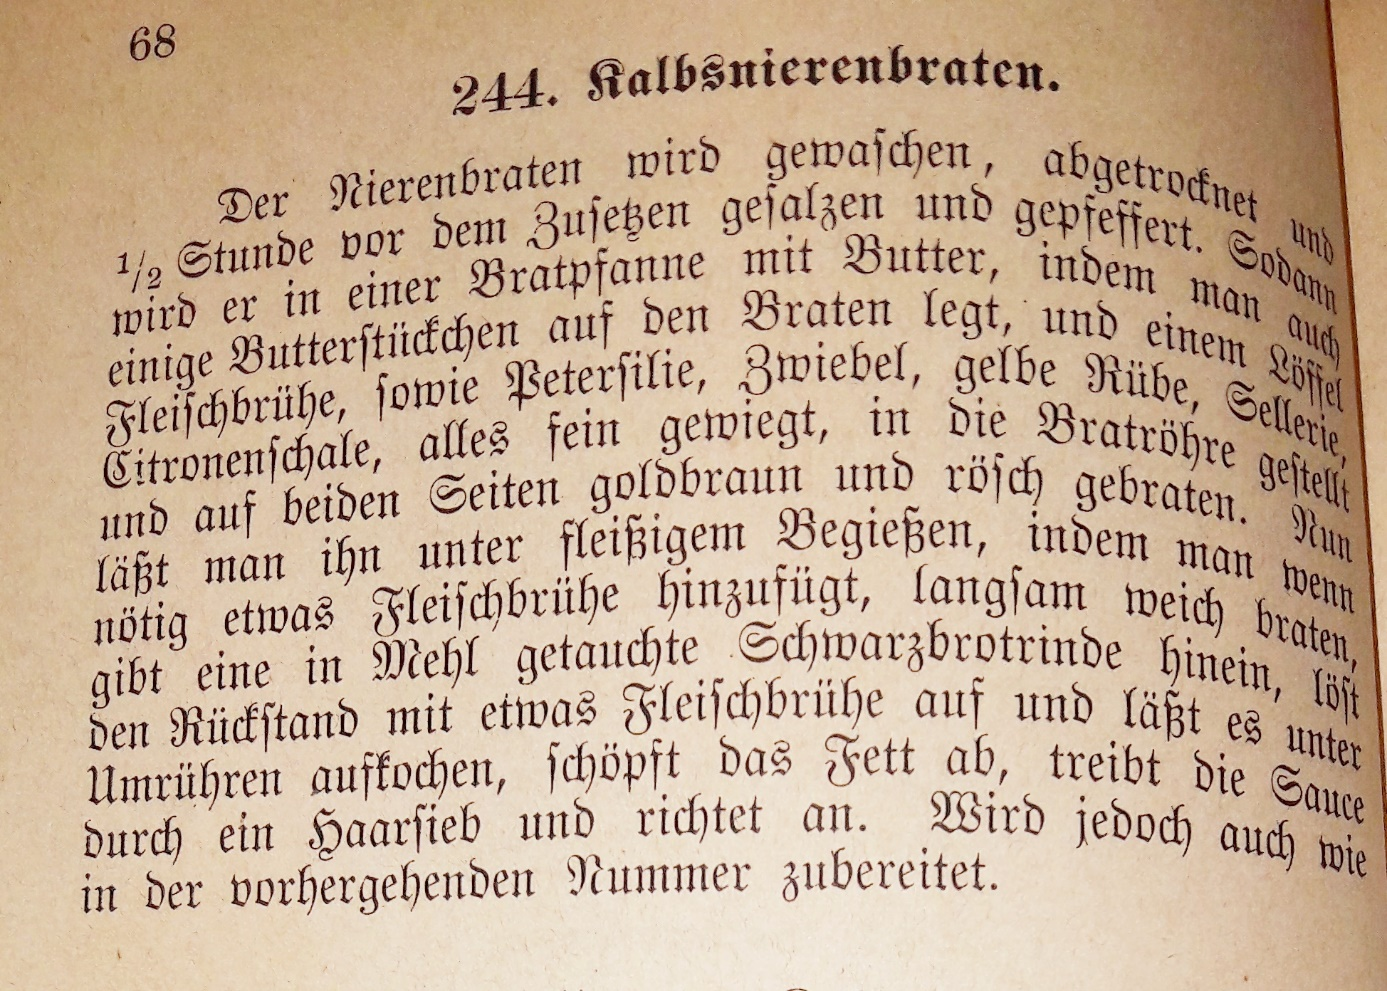 68
244. Kalbsnierenbraten.
Der Nierenbraten wird gewaschen, abgetrocknet und
1/2 Stunde vor dem Zusetzen gesalzen und gepfeffert. Sodann
wird er in einer Bratpfanne mit Butter, indem man auch
einige Butterstückchen auf den Braten legt, und einem Löffel
Fleischbrühe, sowie Petersilie, Zwiebel, gelbe Rübe, Sellerie,
Citronenschale, alles fein gewiegt, in die Bratröhre gestellt
und auf beiden Seiten goldbraun und rösch gebraten. Nun
läßt man ihn unter fleißigem Begießen, indem man wenn
nötig etwas Fleischbrühe hinzufügt, langsam weich braten,
gibt eine in Mehl getauchte Schwarzbrotrinde hinein, löst
den Rückstand mit etwas Fleischbrühe auf und läßt es unter
Umrühren aufkochen, schöpft das Fett ab, treibt die Sauce
durch ein Haarsieb und richtet an. Wird jedoch auch wie
in der vorhergehenden Nummer zubereitet.